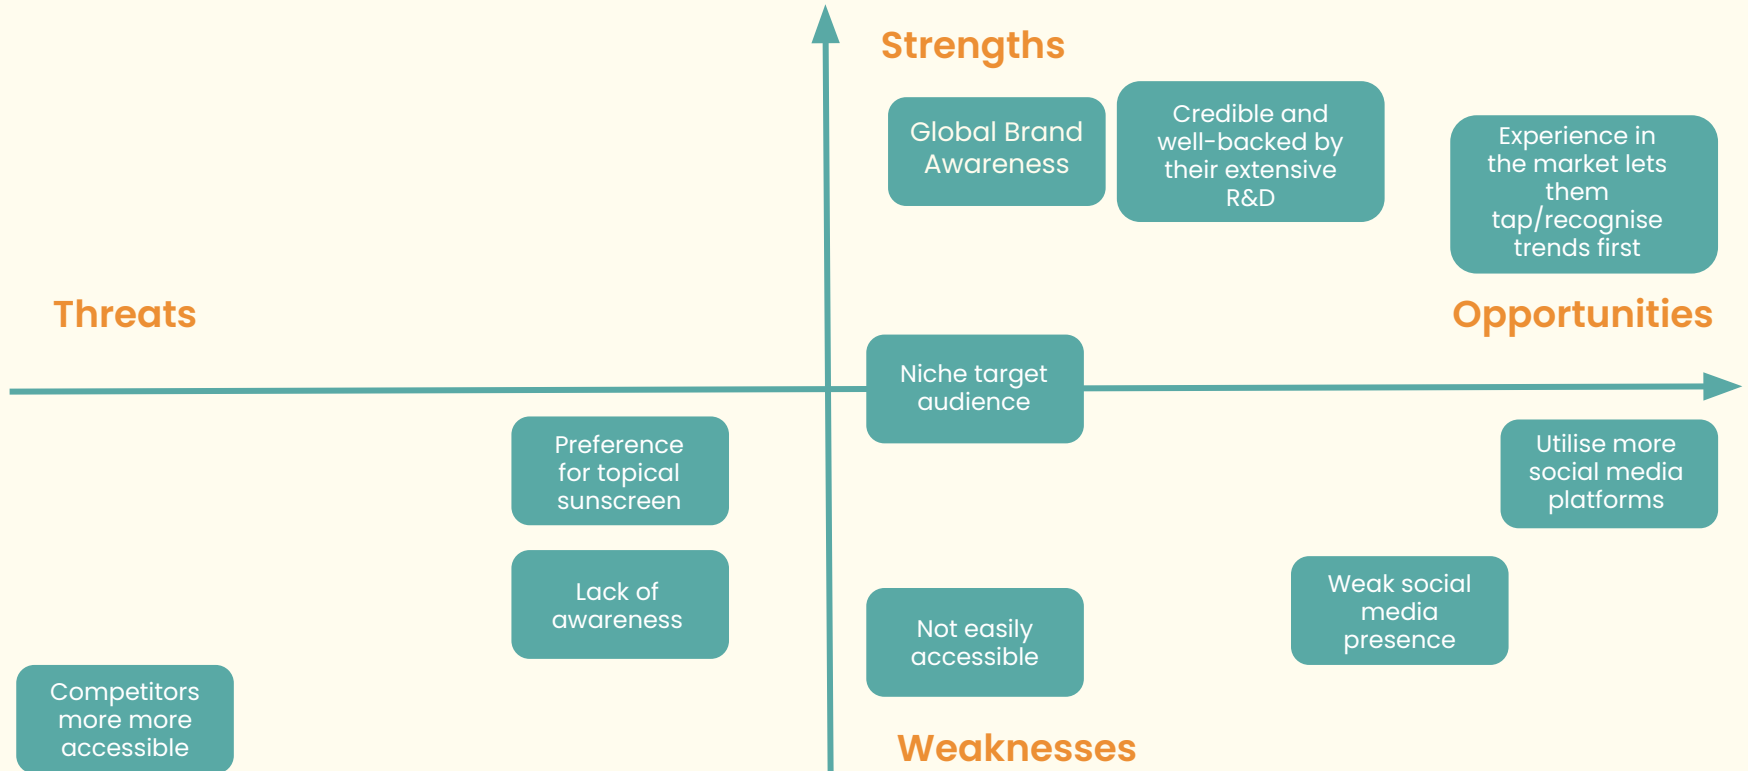 Strengths
Global Brand
Awareness
Credible and
well-backed by
their extensive
R&D
Experience in
the market lets
them
tap/recognise
trends first
Threats
Opportunities
Niche target
audience
Preference
for topical
sunscreen
Utilise more
social media
platforms
Lack of
awareness
Not easily
accessible
Weak social
media
presence
Competitors
more more
accessible
Weaknesses